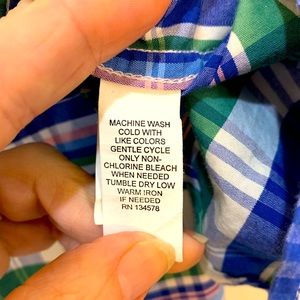 MACHINE WASH
COLD WITH
LIKE COLORS
GENTLE CYCLE
ONLY NON-
CHLORINE BLEACH
WHEN NEEDED
TUMBLE DRY LOW
WARM IRON
IF NEEDED
RN 134578